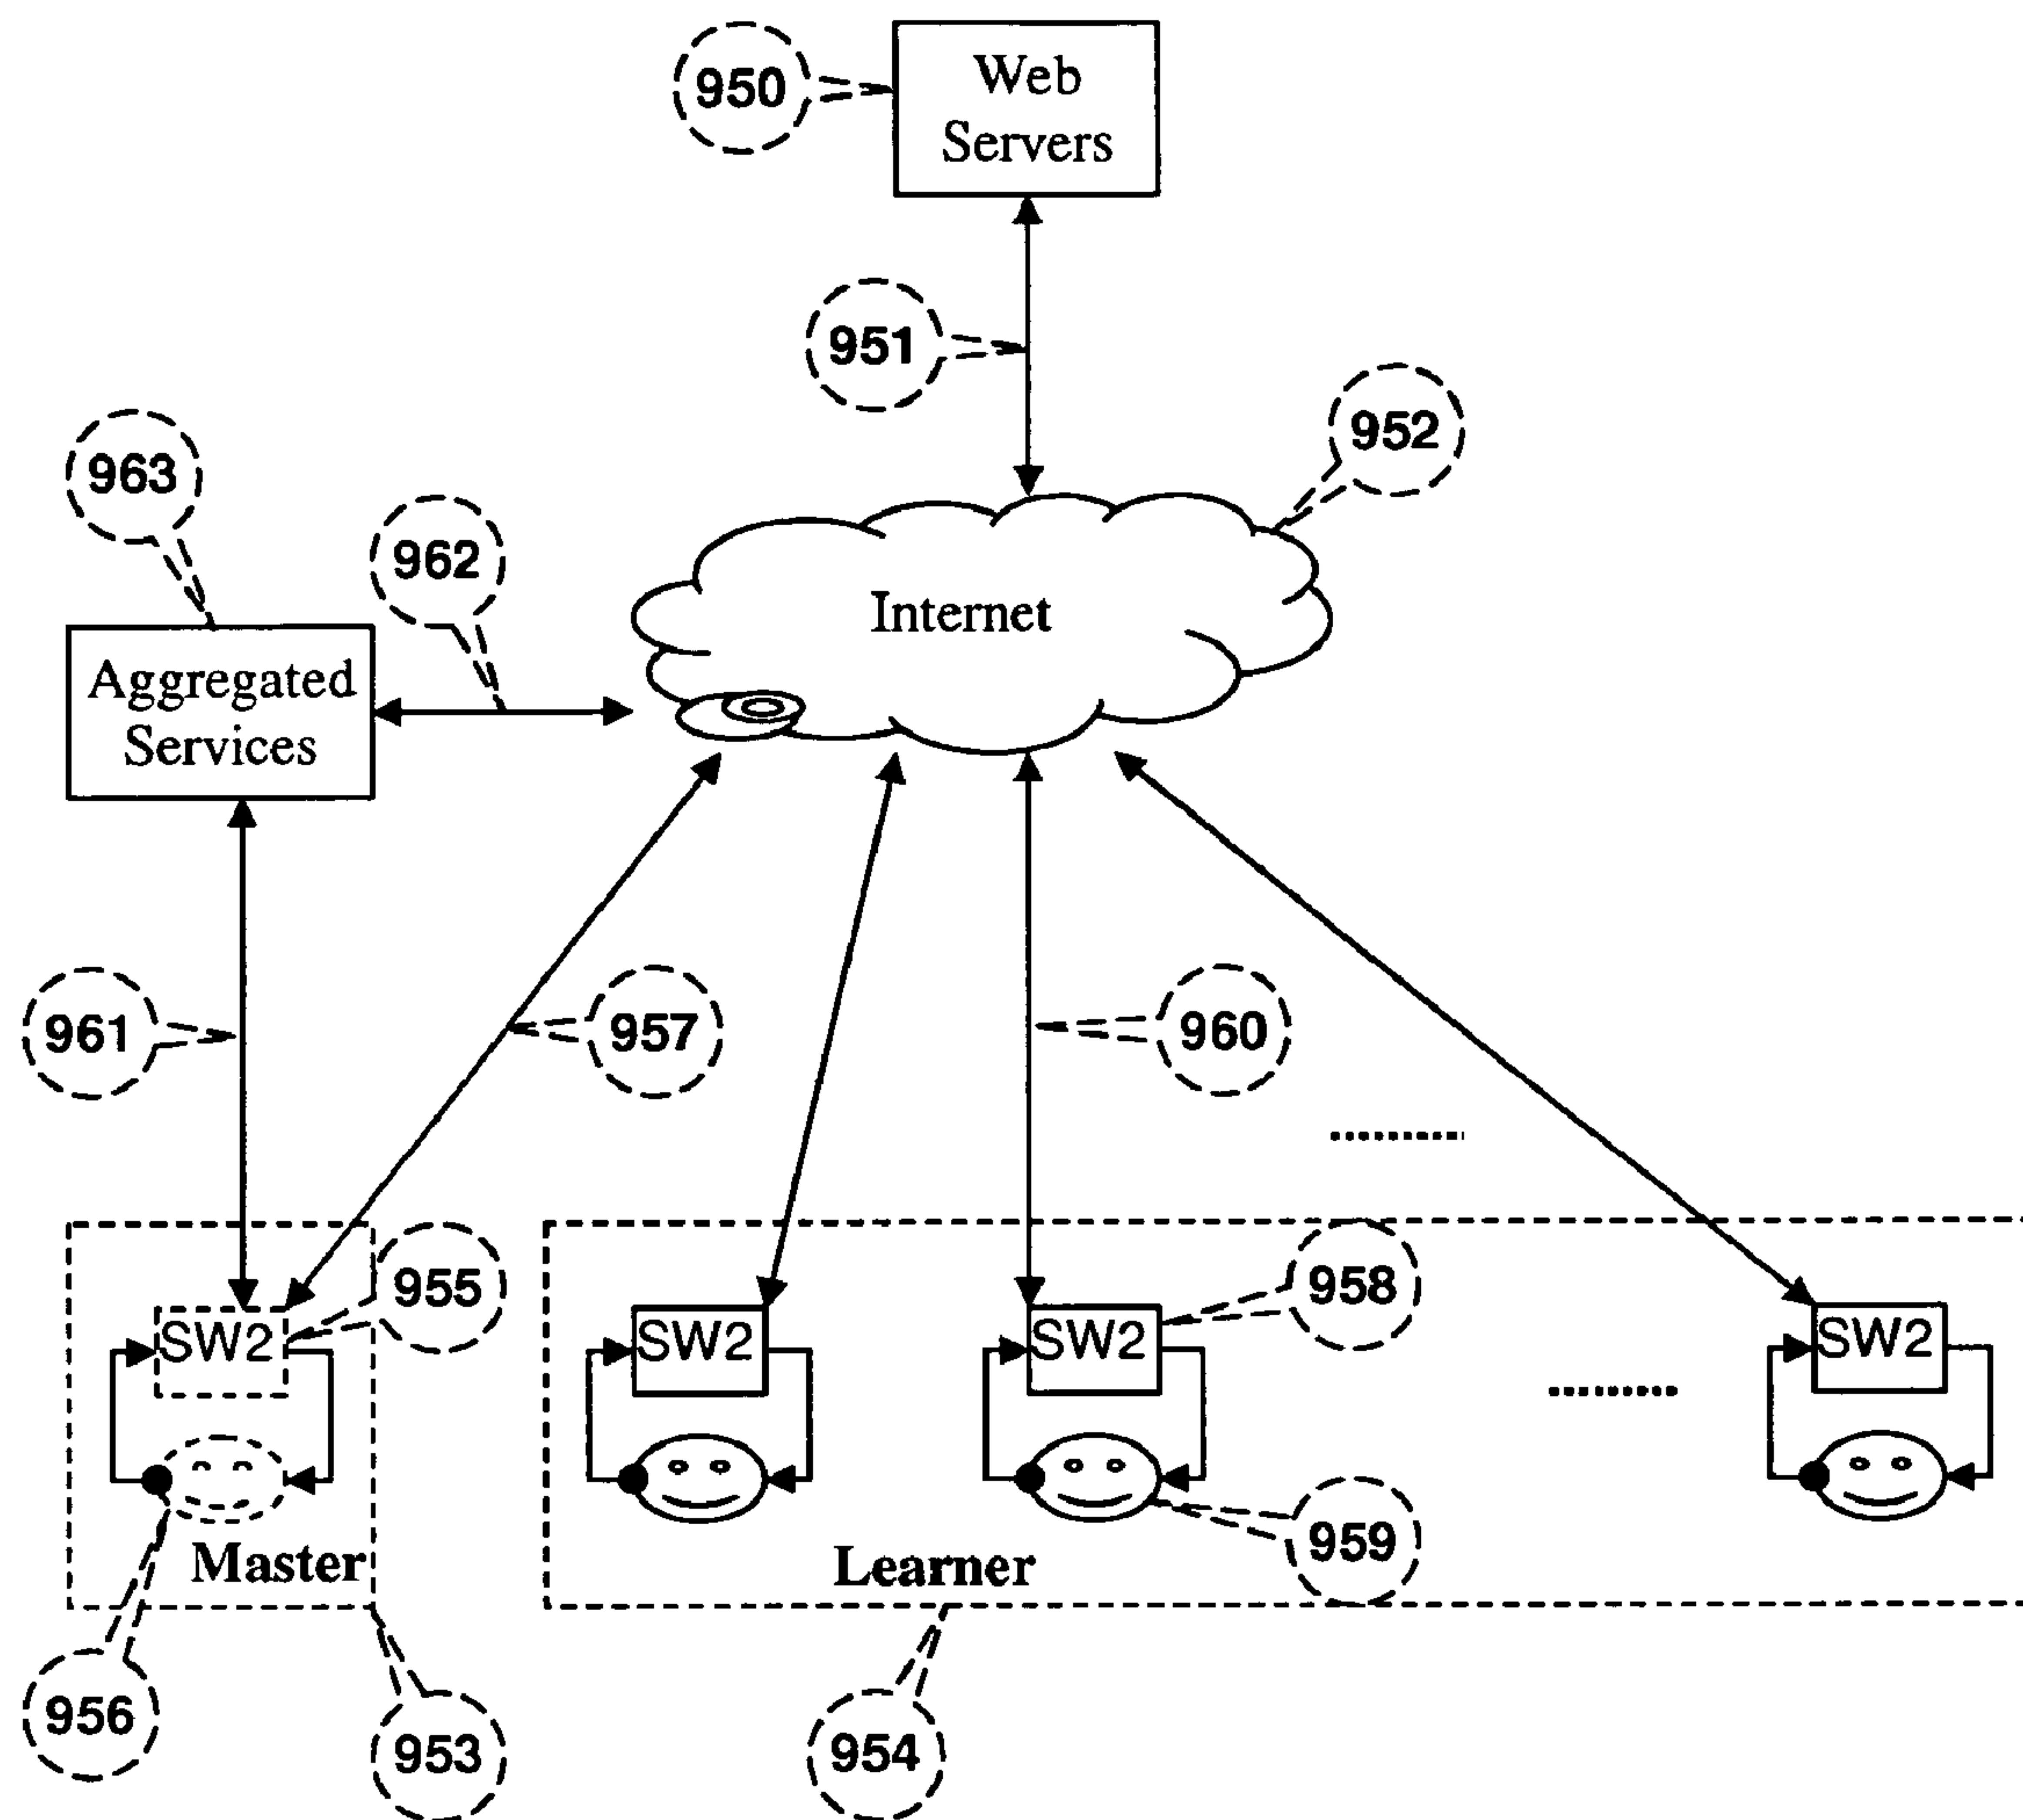 950
Web
Servers
951
952
963
962
Internet
Aggregated
Services
961
957
960
955
958
SW2
SW2
SW2
SW2
959
Master
Learner
956
953
954